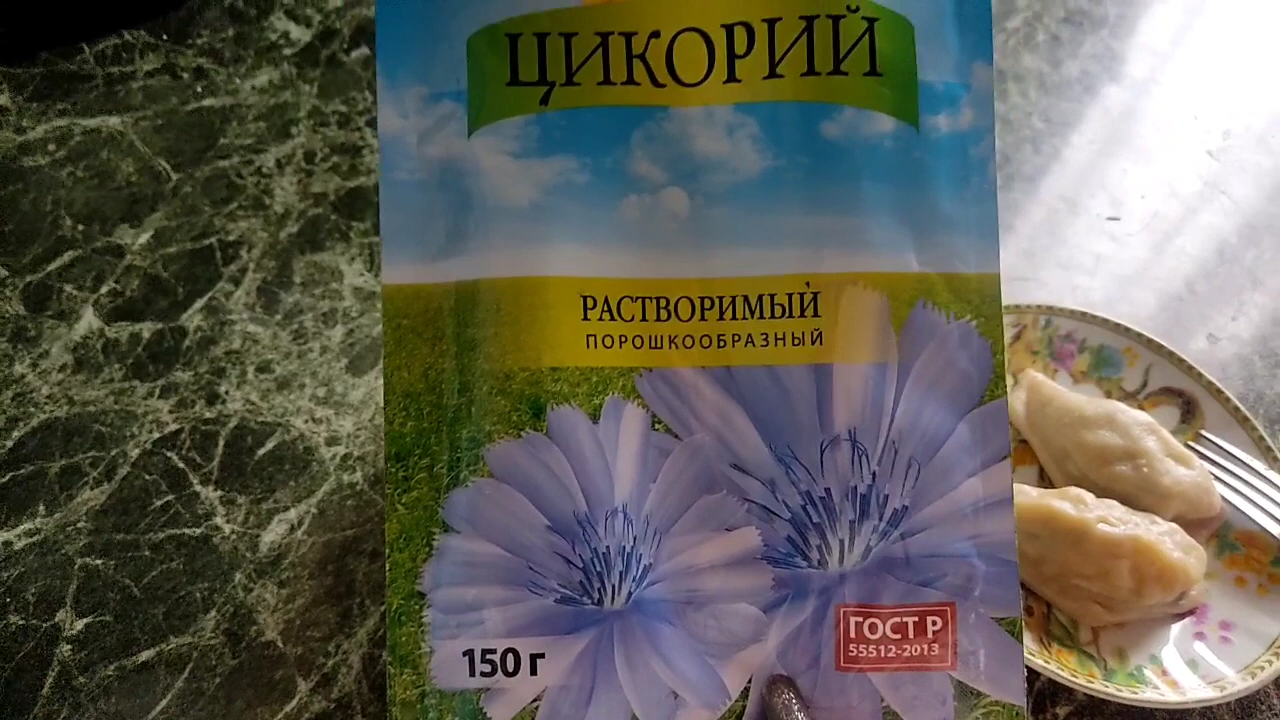 ЦИКОРИЙ
РАСТВОРИМЫЙ
ПОРОШКООБРАЗНЫЙ
150 г
ГОСТ Р
55512-2013